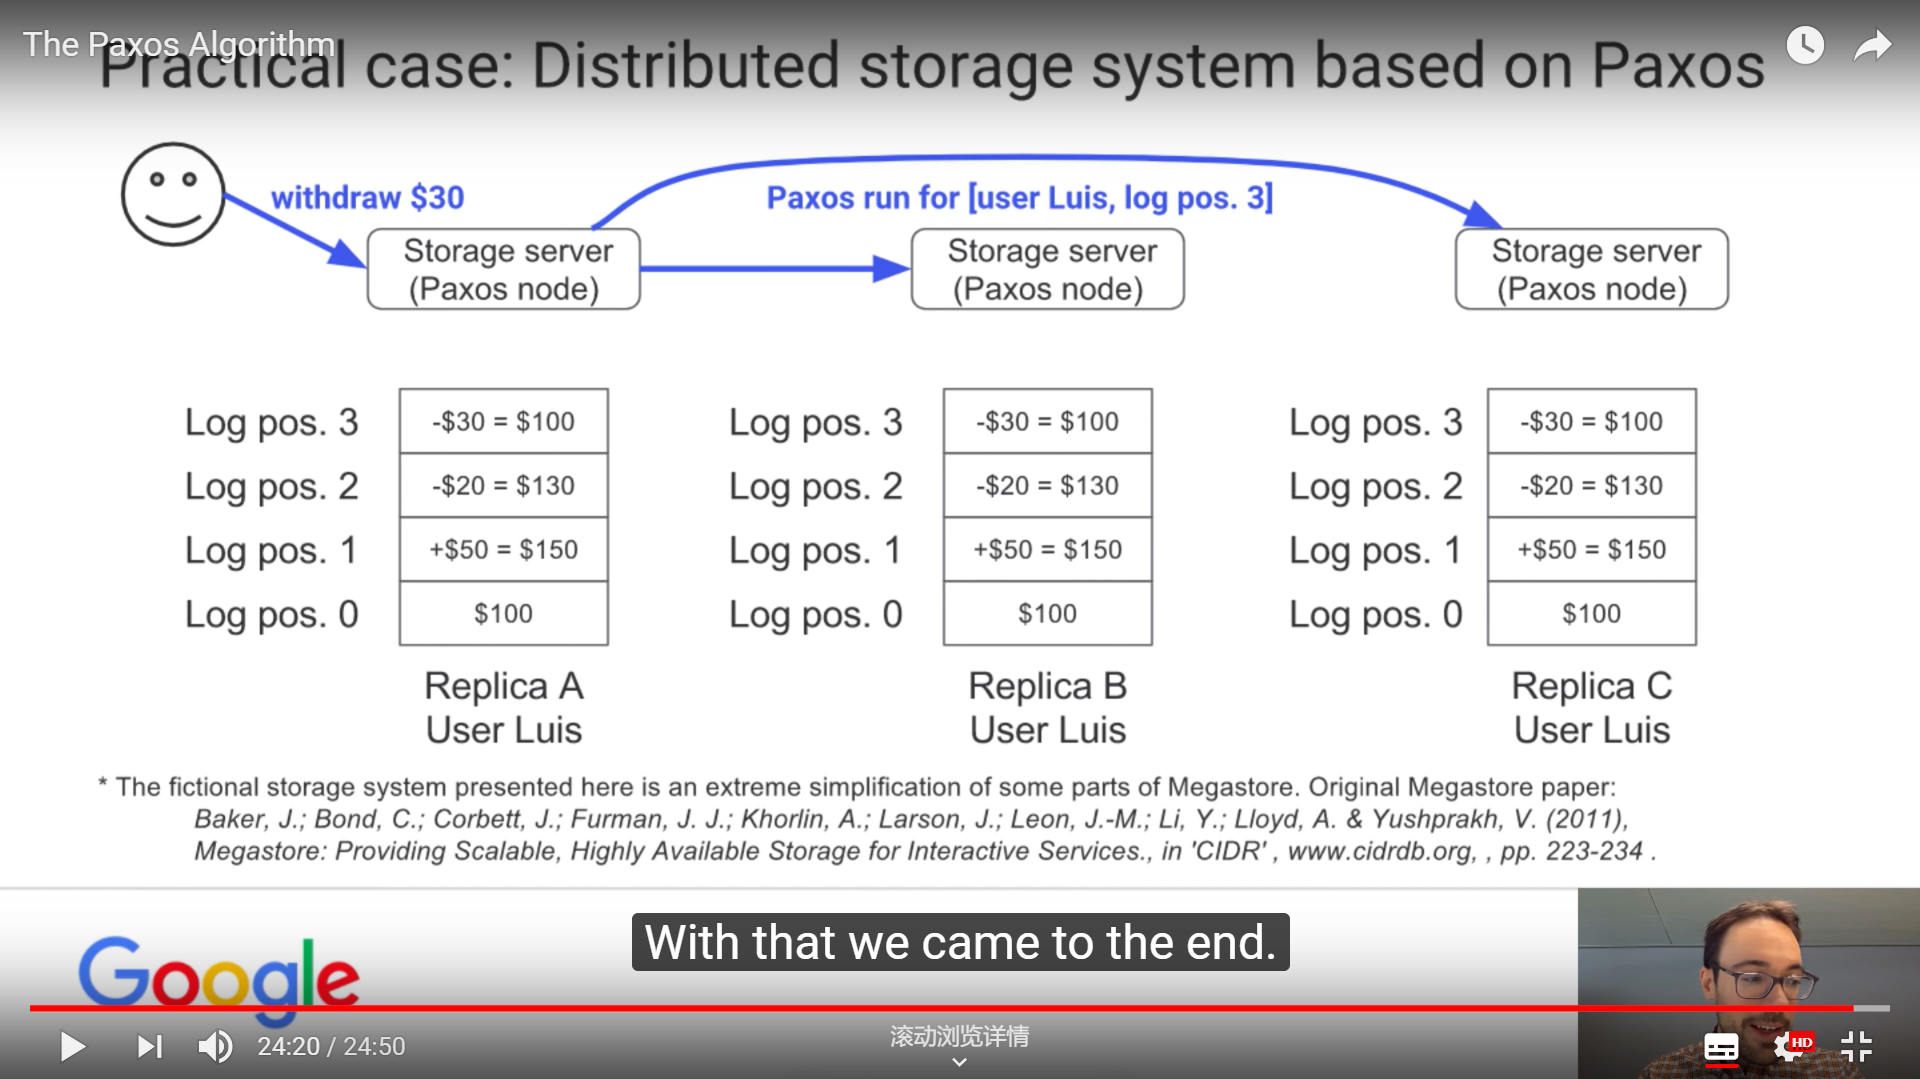 The Paxos Algorithm
Practical case: Distributed storage system based on Paxos
withdraw $30
Paxos run for [user Luis, log pos. 3]
Storage server
(Paxos node)
Storage server
(Paxos node)
Storage server
(Paxos node)
Log pos. 3 -$30 = $100
Log pos. 2 -$20 = $130
Log pos. 1 +$50 = $150
Log pos. 0 $100
Replica A
User Luis
Log pos. 3 -$30 = $100
Log pos. 2 -$20 = $130
Log pos. 1 +$50 = $150
Log pos. 0 $100
Replica B
User Luis
Log pos. 3 -$30 = $100
Log pos. 2 -$20 = $130
Log pos. 1 +$50 = $150
Log pos. 0 $100
Replica C
User Luis
* The fictional storage system presented here is an extreme simplification of some parts of Megastore. Original Megastore paper:
Baker, J.; Bond, C.; Corbett, J.; Furman, J. J.; Khorlin, A.; Larson, J.; Leon, J.-M.; Li, Y.; Lloyd, A. & Yushprakh, V. (2011),
Megastore: Providing Scalable, Highly Available Storage for Interactive Services., in 'CIDR' , www.cidrdb.org, , pp. 223-234 .
With that we came to the end.
Google
24:20 / 24:50
滚动浏览详情
HD